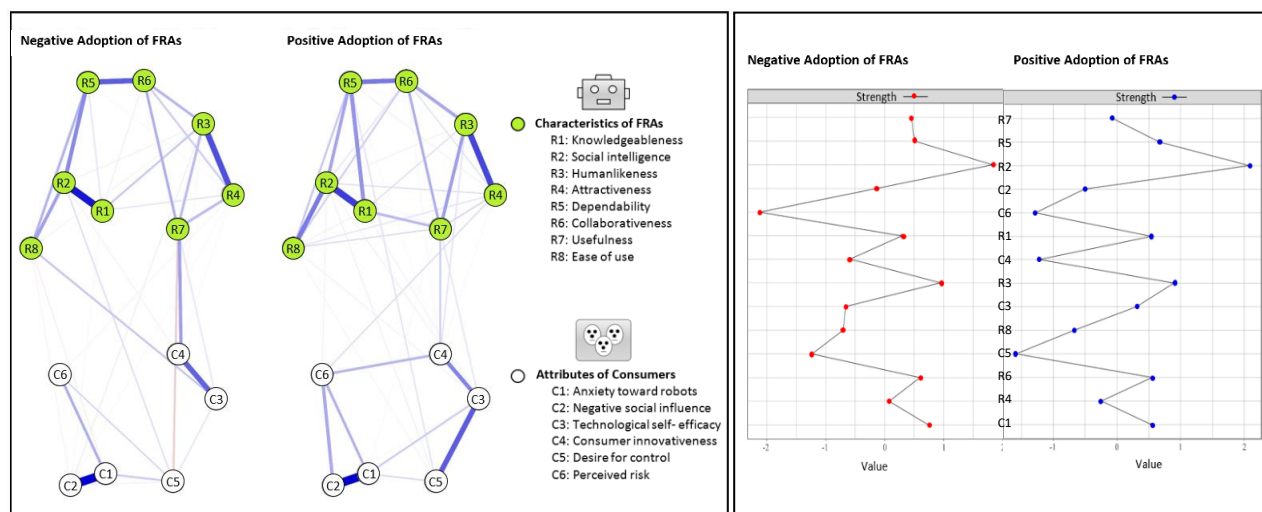 Negative Adoption of FRAs
Positive Adoption of FRAs
R5
R6
R3
R2
R1
R4
R7
R8
C4
C6
C3
C1
C2
C5
R5
R6
R3
R2
R1
R4
R7
R8
C4
C6
C3
C1
C2
C5
Characteristics of FRAs
R1: Knowledgeableness
R2: Social intelligence
R3: Humanlikeness
R4: Attractiveness
R5: Dependability
R6: Collaborativeness
R7: Usefulness
R8: Ease of use
Attributes of Consumers
C1: Anxiety toward robots
C2: Negative social influence
C3: Technological self- efficacy
C4: Consumer innovativeness
C5: Desire for control
C6: Perceived risk
Negative Adoption of FRAs
Positive Adoption of FRAs
Strength
Strength
R7
R5
R2
C2
C6
R1
C4
R3
C3
R8
C5
R6
R4
C1
-2 -1 0 1
-1 0 1 2
Value
Value